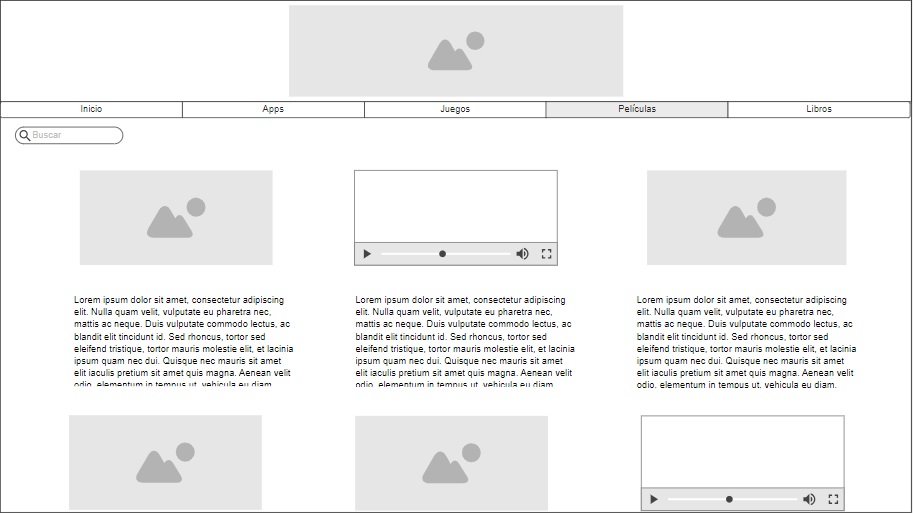 Inicio Apps Juegos Películas Libros
Buscar
Lorem ipsum dolor sit amet, consectetur adipiscing
elit. Nulla quam velit, vulputate eu pharetra nec,
mattis ac neque. Duis vulputate commodo lectus, ac
blandit elit tincidunt id. Sed rhoncus, tortor sed
eleifend tristique, tortor mauris molestie elit, et lacinia
ipsum quam nec dui. Quisque nec mauris sit amet
elit iaculis pretium sit amet quis magna. Aenean velit
odio, elementum in tempus ut, vehicula eu diam.
Lorem ipsum dolor sit amet, consectetur adipiscing
elit. Nulla quam velit, vulputate eu pharetra nec,
mattis ac neque. Duis vulputate commodo lectus, ac
blandit elit tincidunt id. Sed rhoncus, tortor sed
eleifend tristique, tortor mauris molestie elit, et lacinia
ipsum quam nec dui. Quisque nec mauris sit amet
elit iaculis pretium sit amet quis magna. Aenean velit
odio, elementum in tempus ut, vehicula eu diam.
Lorem ipsum dolor sit amet, consectetur adipiscing
elit. Nulla quam velit, vulputate eu pharetra nec,
mattis ac neque. Duis vulputate commodo lectus, ac
blandit elit tincidunt id. Sed rhoncus, tortor sed
eleifend tristique, tortor mauris molestie elit, et lacinia
ipsum quam nec dui. Quisque nec mauris sit amet
elit iaculis pretium sit amet quis magna. Aenean velit
odio, elementum in tempus ut, vehicula eu diam.